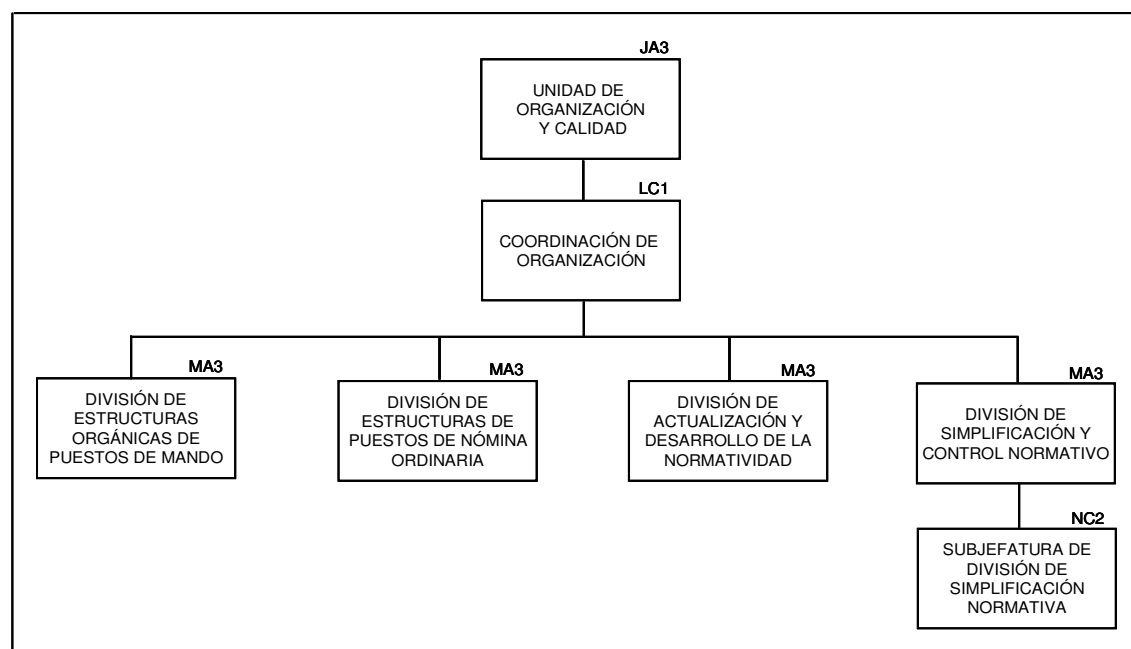 JA3
UNIDAD DE
ORGANIZACIÓN
Y CALIDAD
LC1
COORDINACIÓN DE
ORGANIZACIÓN
MA3
DIVISIÓN DE
ESTRUCTURAS
ORGÁNICAS DE
PUESTOS DE MANDO
MA3
DIVISIÓN DE
ESTRUCTURAS DE
PUESTOS DE NÓMINA
ORDINARIA
MA3
DIVISIÓN DE
ACTUALIZACIÓN Y
DESARROLLO DE LA
NORMATIVIDAD
MA3
DIVISIÓN DE
SIMPLIFICACIÓN Y
CONTROL NORMATIVO
NC2
SUBJEFATURA DE
DIVISIÓN DE
SIMPLIFICACIÓN
NORMATIVA